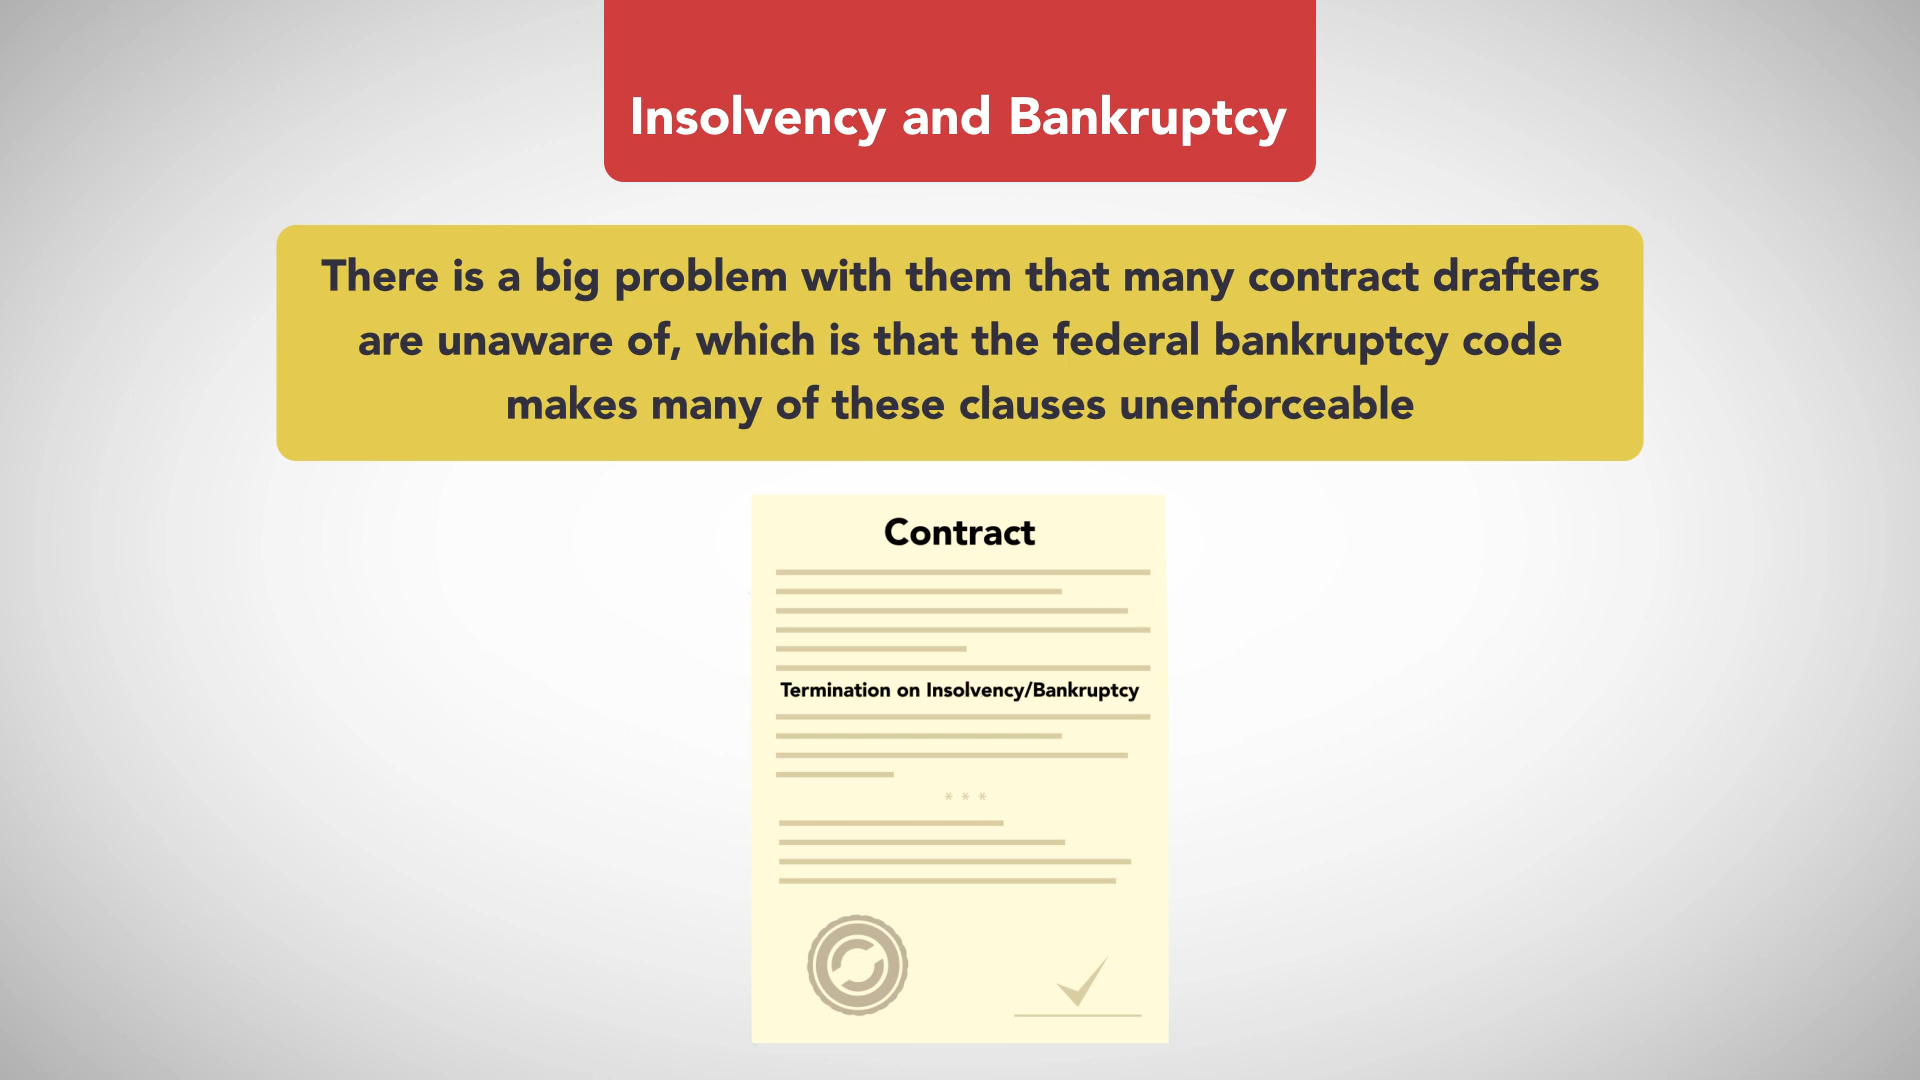 Insolvency and Bankruptcy
There is a big problem with them that many contract drafters
are unaware of, which is that the federal bankruptcy code
makes many of these clauses unenforceable
Contract
Termination on Insolvency/Bankruptcy
* * *